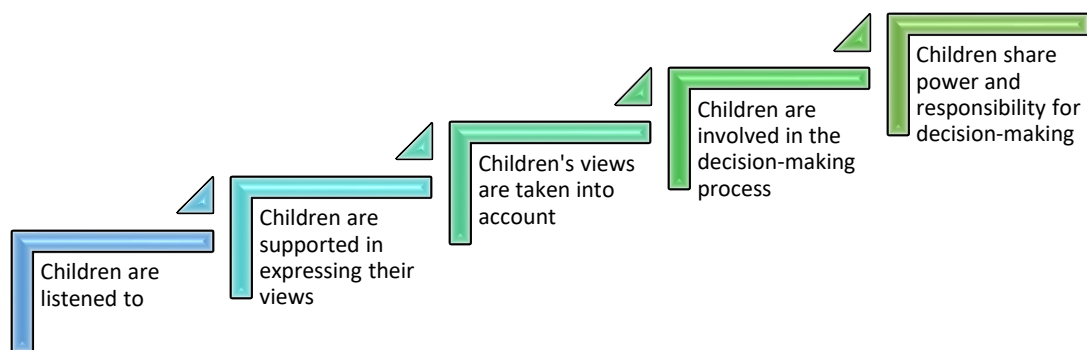 Children are
listened to
Children are
supported in
expressing their
views
Children's views
are taken into
account
Children are
involved in the
decision-making
process
Children share
power and
responsibility for
decision-making